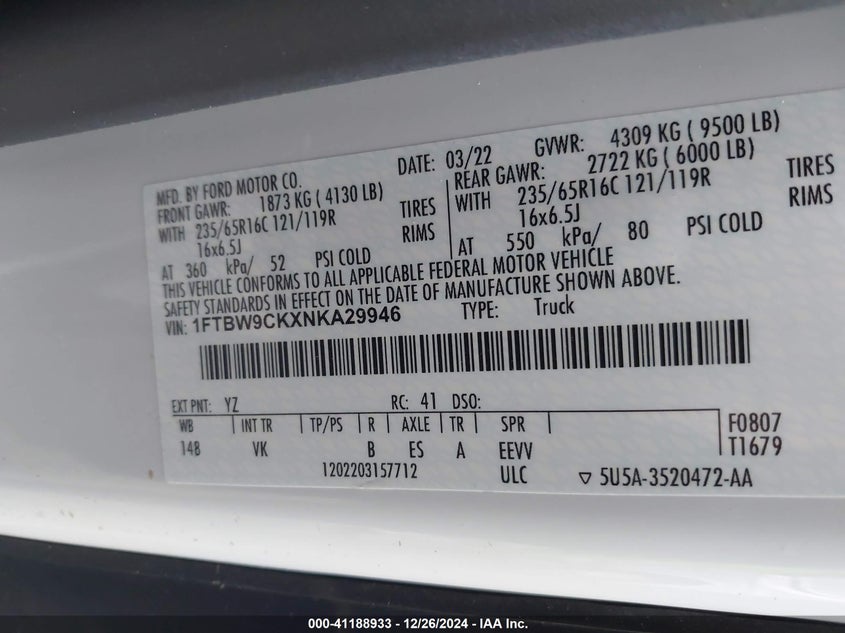 MFD. BY FORD MOTOR CO. DATE: 03/22 GVWR: 4309 KG ( 9500 LB)
FRONT GAWR: 1873 KG ( 4130 LB) REAR GAWR: 2722 KG ( 6000 LB)
WITH 235/65R16C 121/119R TIRES WITH 235/65R16C 121/119R TIRES
16x6.5J RIMS 16x6.5J RIMS
AT 360 kPa/ 52 PSI COLD AT 550 kPa/ 80 PSI COLD
THIS VEHICLE CONFORMS TO ALL APPLICABLE FEDERAL MOTOR VEHICLE
SAFETY STANDARDS IN EFFECT ON THE DATE OF MANUFACTURE SHOWN ABOVE.
VIN: 1FTBW9CKXNKA29946 TYPE: Truck
EXT PNT: YZ RC: 41 DSO:
WB INT TR TP/PS R AXLE TR SPR F0807
148 VK B ES A EEVV T1679
1202203157712 ULC 5U5A-3520472-AA
000-41188933 - 12/26/2024 - IAA Inc.